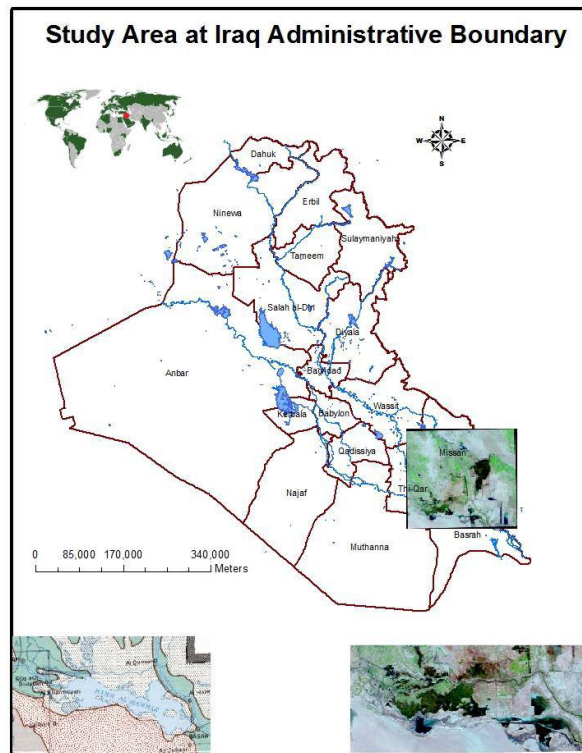 Study Area at Iraq Administrative Boundary
N
W E
S
Dahuk
Erbil
Ninewa
Sulaymaniyah
Tameem
Salah al-Din
Diyala
Anbar
Baghdad
Wassit
Kerbala
Babylon
Qadissiya
Missan
Thi-Qar
Najaf
Basrah
Muthanna
0 85,000 170,000 340,000
Meters